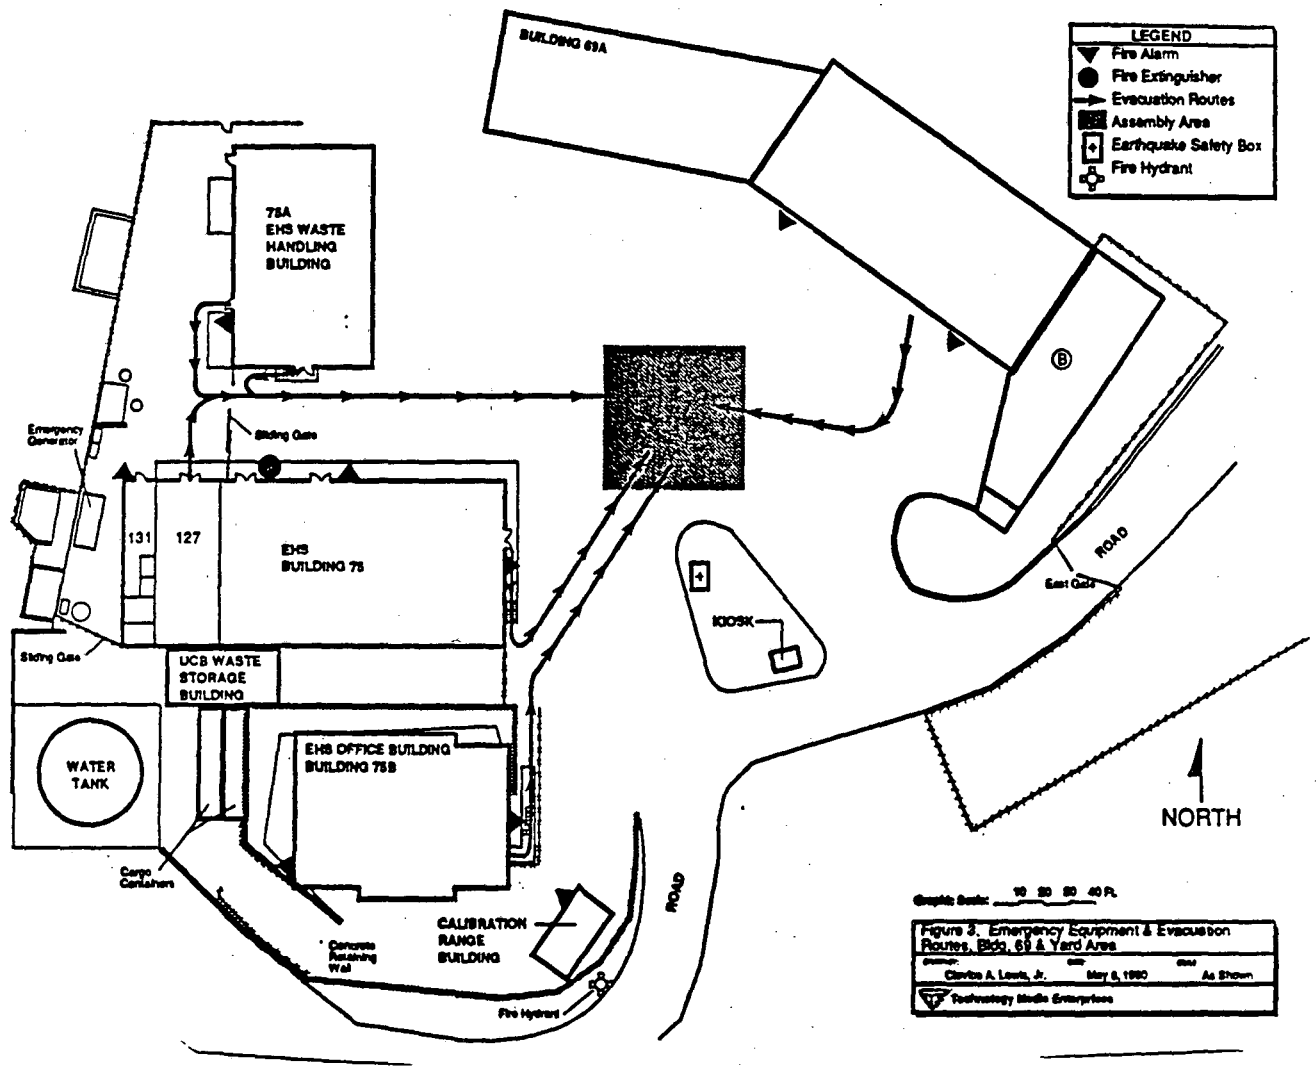 BUILDING 69A
LEGEND
Fire Alarm
Fire Extinguisher
Evacuation Routes
Assembly Area
Earthquake Safety Box
Fire Hydrant
75A
EHS WASTE
HANDLING
BUILDING
B
Emergency
Generator
Sliding Gate
131
127
EHS
BUILDING 75
ROAD
East Gate
KIOSK
Sliding Gate
UCB WASTE
STORAGE
BUILDING
EHS OFFICE BUILDING
BUILDING 75B
WATER
TANK
NORTH
Cargo
Containers
ROAD
Graphic Scale: 10 20 30 40 Ft.
CALIBRATION
RANGE
BUILDING
Concrete
Retaining
Wall
Fire Hydrant
Figure 3. Emergency Equipment & Evacuation
Routes, Bldg. 69 & Yard Area
A. Lewis, Jr. May 1990 As Shown
Technology Media Enterprises